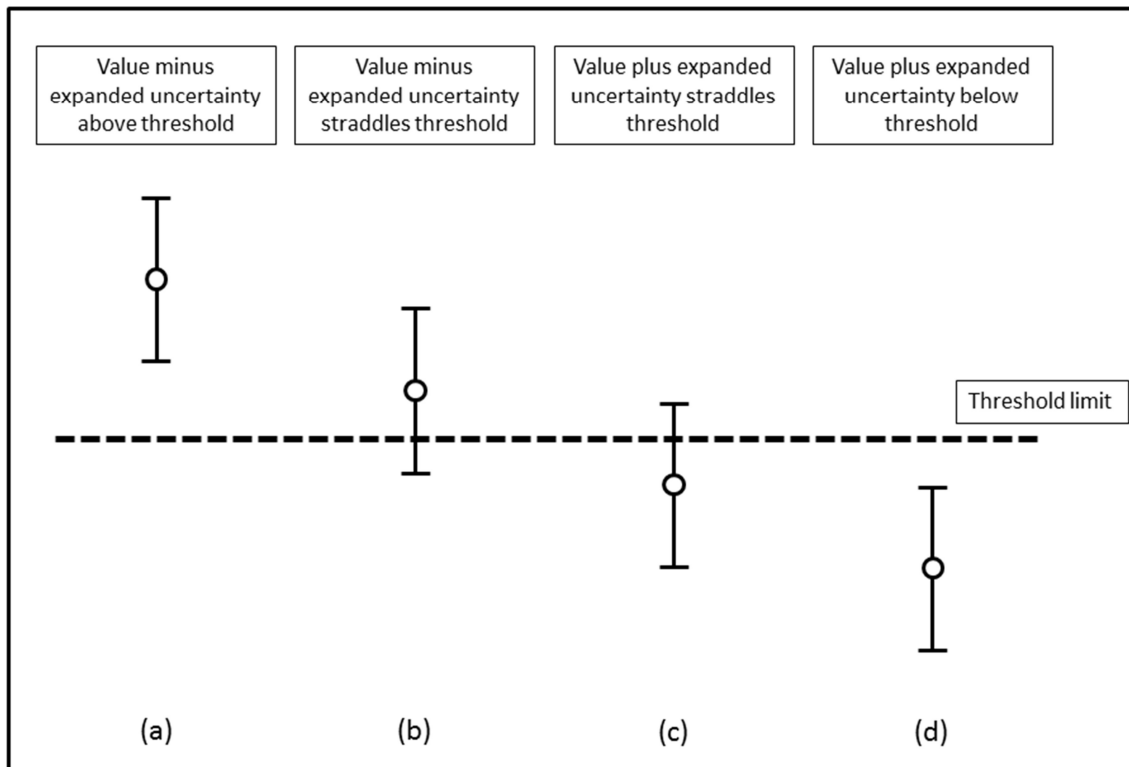 Value minus
expanded uncertainty
above threshold
Value minus
expanded uncertainty
straddles threshold
Value plus expanded
uncertainty straddles
threshold
Value plus expanded
uncertainty below
threshold
Threshold limit
(a)
(b)
(c)
(d)